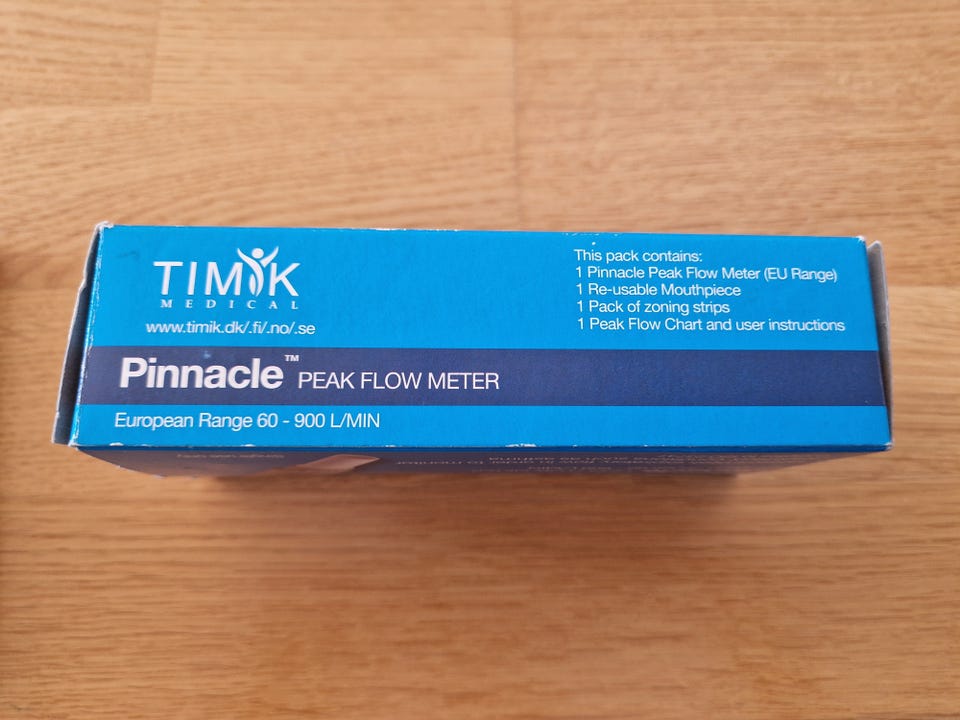 TIMIK
MEDICAL
www.timik.dk/.fi/.no/.se
This pack contains:
1 Pinnacle Peak Flow Meter (EU Range)
1 Re-usable Mouthpiece
1 Pack of zoning strips
1 Peak Flow Chart and user instructions
Pinnacle™ PEAK FLOW METER
European Range 60 - 900 L/MIN